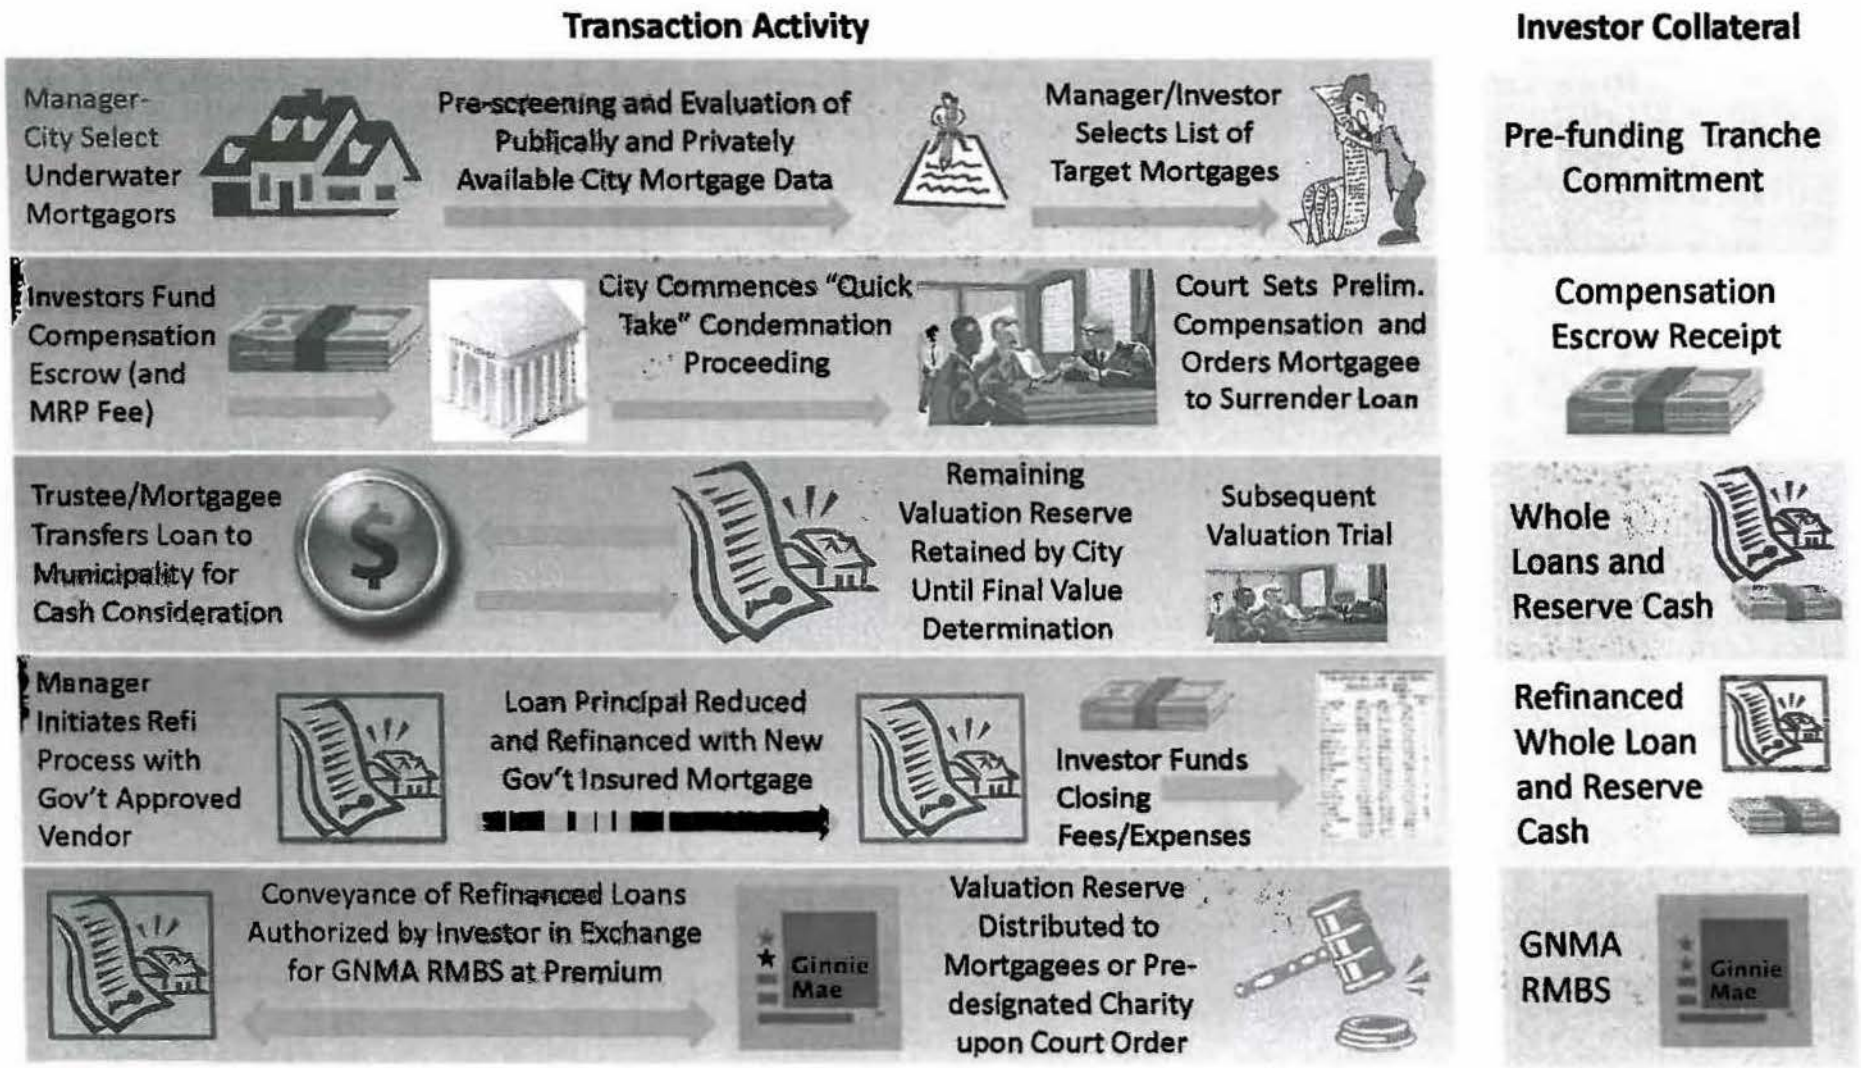 Transaction Activity
Investor Collateral
Manager-
City Select
Underwater
Mortgagors
Pre-screening and Evaluation of
Publically and Privately
Available City Mortgage Data
Manager/Investor
Selects List of
Target Mortgages
Pre-funding Tranche
Commitment
Investors Fund
Compensation
Escrow (and
MRP Fee)
City Commences “Quick
Take” Condemnation
Proceeding
Court Sets Prelim.
Compensation and
Orders Mortgagee
to Surrender Loan
Compensation
Escrow Receipt
Trustee/Mortgagee
Transfers Loan to
Municipality for
Cash Consideration
$
Remaining
Valuation Reserve
Retained by City
Until Final Value
Determination
Subsequent
Valuation Trial
Whole
Loans and
Reserve Cash
Manager
Initiates Refi
Process with
Gov't Approved
Vendor
Loan Principal Reduced
and Refinanced with New
Gov't Insured Mortgage
Investor Funds
Closing
Fees/Expenses
Refinanced
Whole Loan
and Reserve
Cash
Conveyance of Refinanced Loans
Authorized by Investor in Exchange
for GNMA RMBS at Premium
Ginnie
Mae
Valuation Reserve
Distributed to
Mortgagees or Pre-
designated Charity
upon Court Order
GNMA
RMBS
Ginnie
Mae